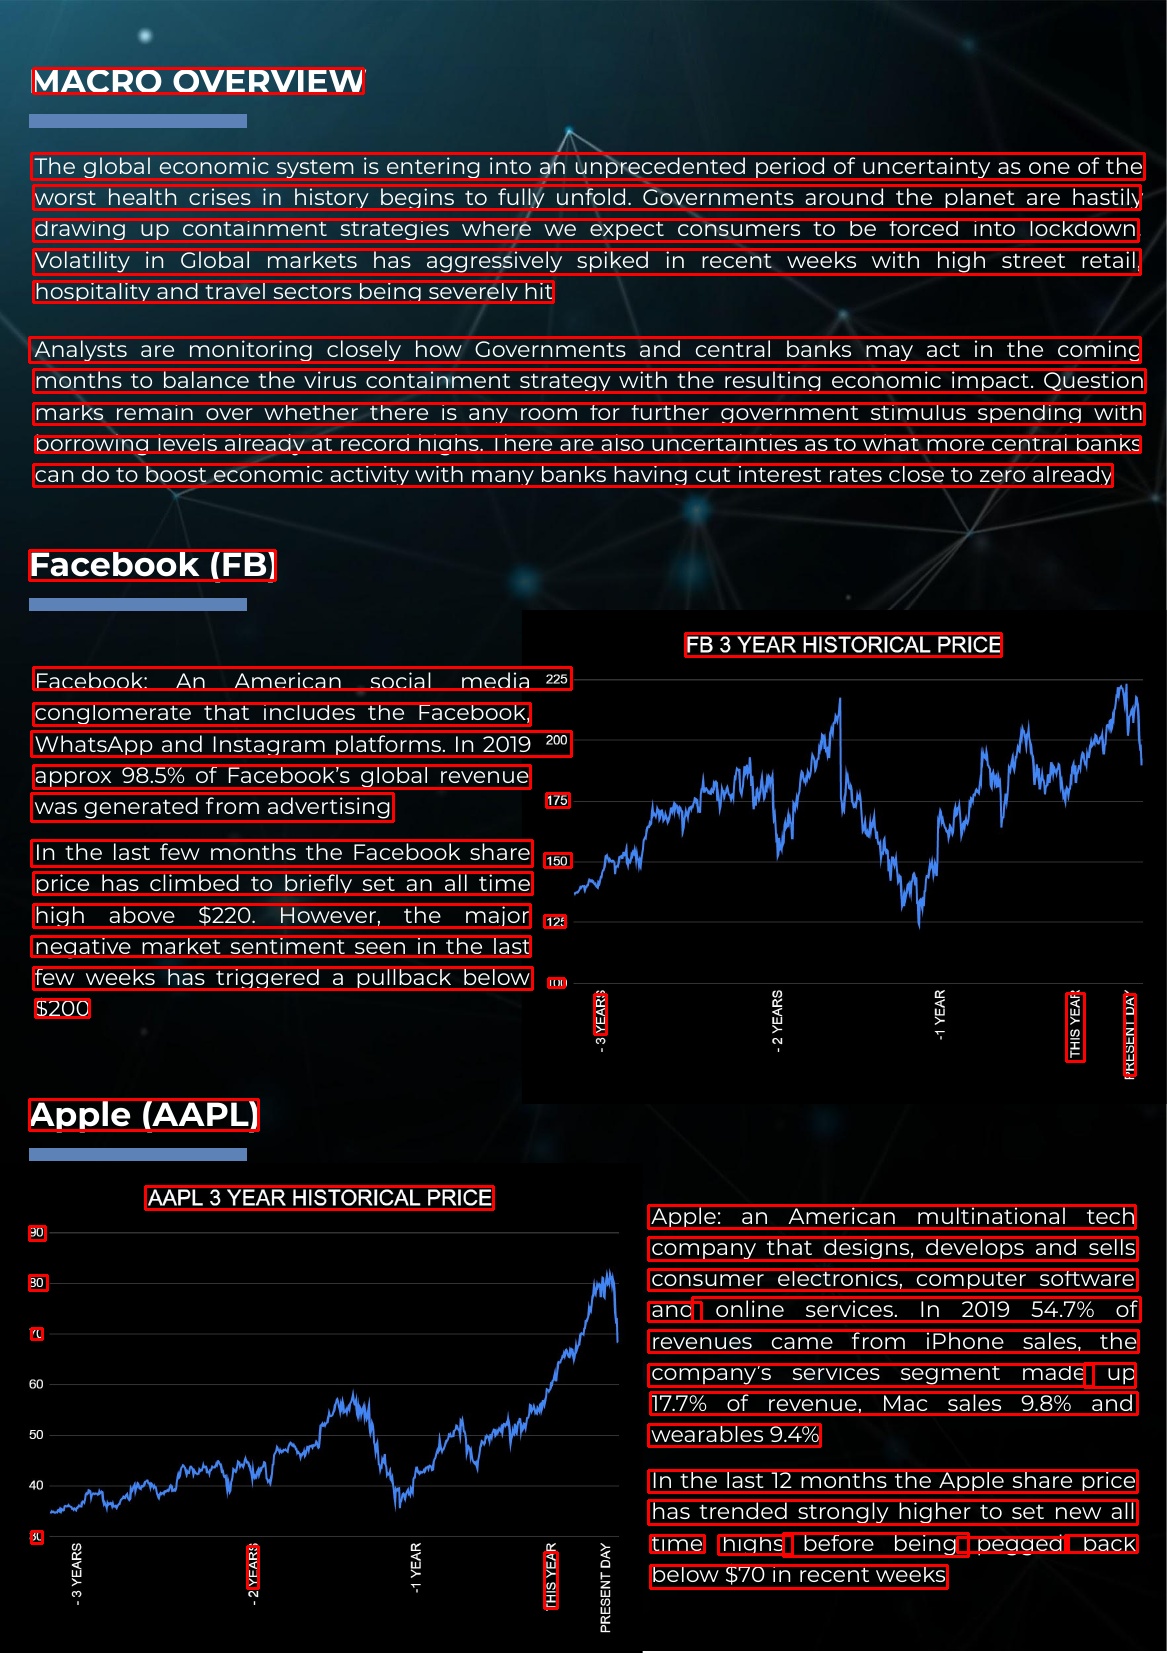 MACRO OVERVIEW
The global economic system is entering into an unprecedented period of uncertainty as one of the
worst health crises in history begins to fully unfold. Governments around the planet are hastily
drawing up containment strategies where we expect consumers to be forced into lockdown.
Volatility in Global markets has aggressively spiked in recent weeks with high street retail,
hospitality and travel sectors being severely hit
Analysts are monitoring closely how Governments and central banks may act in the coming
months to balance the virus containment strategy with the resulting economic impact. Question
marks remain over whether there is any room for further government stimulus spending with
borrowing levels already at record highs. There are also uncertainties as to what more central banks
can do to boost economic activity with many banks having cut interest rates close to zero already
Facebook (FB)
Facebook: An American social media
conglomerate that includes the Facebook,
WhatsApp and Instagram platforms. In 2019
approx 98.5% of Facebook's global revenue
was generated from advertising
In the last few months the Facebook share
price has climbed to briefly set an all time
high above $220. However, the major
negative market sentiment seen in the last
few weeks has triggered a pullback below
$200
FB 3 YEAR HISTORICAL PRICE
225
200
175
150
125
100
- 3 YEARS
- 2 YEARS
-1 YEAR
THIS YEAR
PRESENT DAY
Apple (AAPL)
AAPL 3 YEAR HISTORICAL PRICE
90
80
70
60
50
40
30
- 3 YEARS
- 2 YEARS
-1 YEAR
THIS YEAR
PRESENT DAY
Apple: an American multinational tech
company that designs, develops and sells
consumer electronics, computer software
and online services. In 2019 54.7% of
revenues came from iPhone sales, the
company's services segment made up
17.7% of revenue, Mac sales 9.8% and
wearables 9.4%
In the last 12 months the Apple share price
has trended strongly higher to set new all
time highs before being pegged back
below $70 in recent weeks